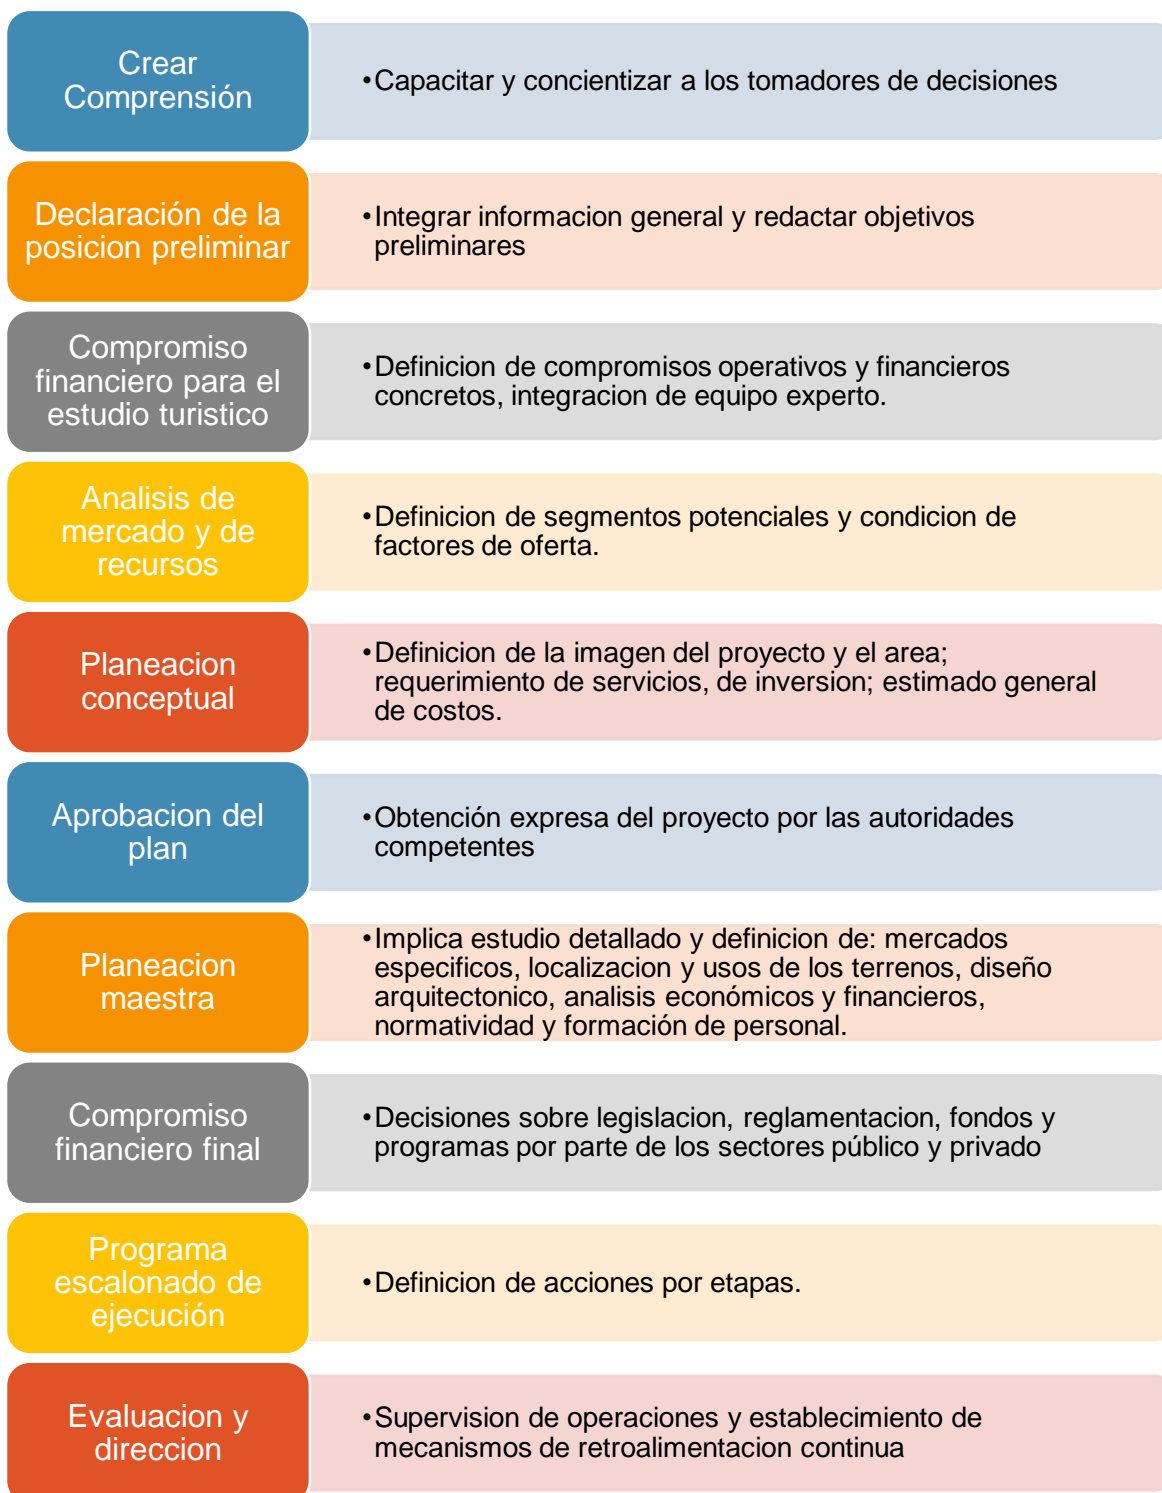 Crear
Comprensión
•Capacitar y concientizar a los tomadores de decisiones
Declaración de la
posicion preliminar
•Integrar informacion general y redactar objetivos
preliminares
Compromiso
financiero para el
estudio turistico
•Definicion de compromisos operativos y financieros
concretos, integracion de equipo experto.
Analisis de
mercado y de
recursos
•Definicion de segmentos potenciales y condicion de
factores de oferta.
Planeacion
conceptual
•Definicion de la imagen del proyecto y el area;
requerimiento de servicios, de inversion; estimado general
de costos.
Aprobacion del
plan
•Obtención expresa del proyecto por las autoridades
competentes
Planeacion
maestra
•Implica estudio detallado y definicion de: mercados
especificos, localizacion y usos de los terrenos, diseño
arquitectonico, analisis económicos y financieros,
normatividad y formación de personal.
Compromiso
financiero final
•Decisiones sobre legislacion, reglamentacion, fondos y
programas por parte de los sectores público y privado
Programa
escalonado de
ejecución
•Definicion de acciones por etapas.
Evaluacion y
direccion
•Supervision de operaciones y establecimiento de
mecanismos de retroalimentacion continua